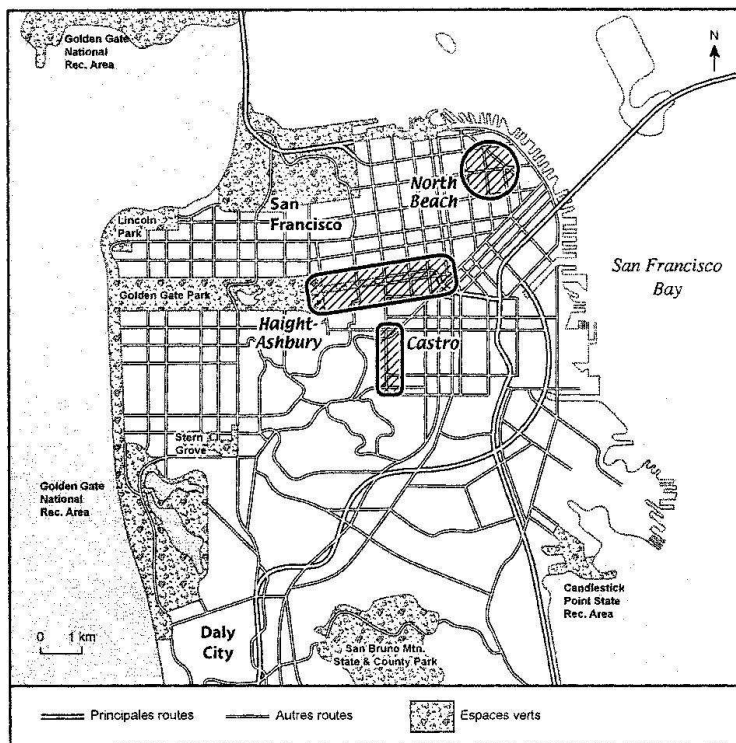 Golden Gate
National
Rec. Area
N
North
Beach
San
Francisco
Lincoln
Park
San Francisco
Bay
Golden Gate Park
Haight-
Ashbury
Castro
Stern
Grove
Golden Gate
National
Rec. Area
Candlestick
Point State
Rec. Area
0 1 km
Daly
City
San Bruno Mtn.
State & County Park
Principales routes
Autres routes
Espaces verts